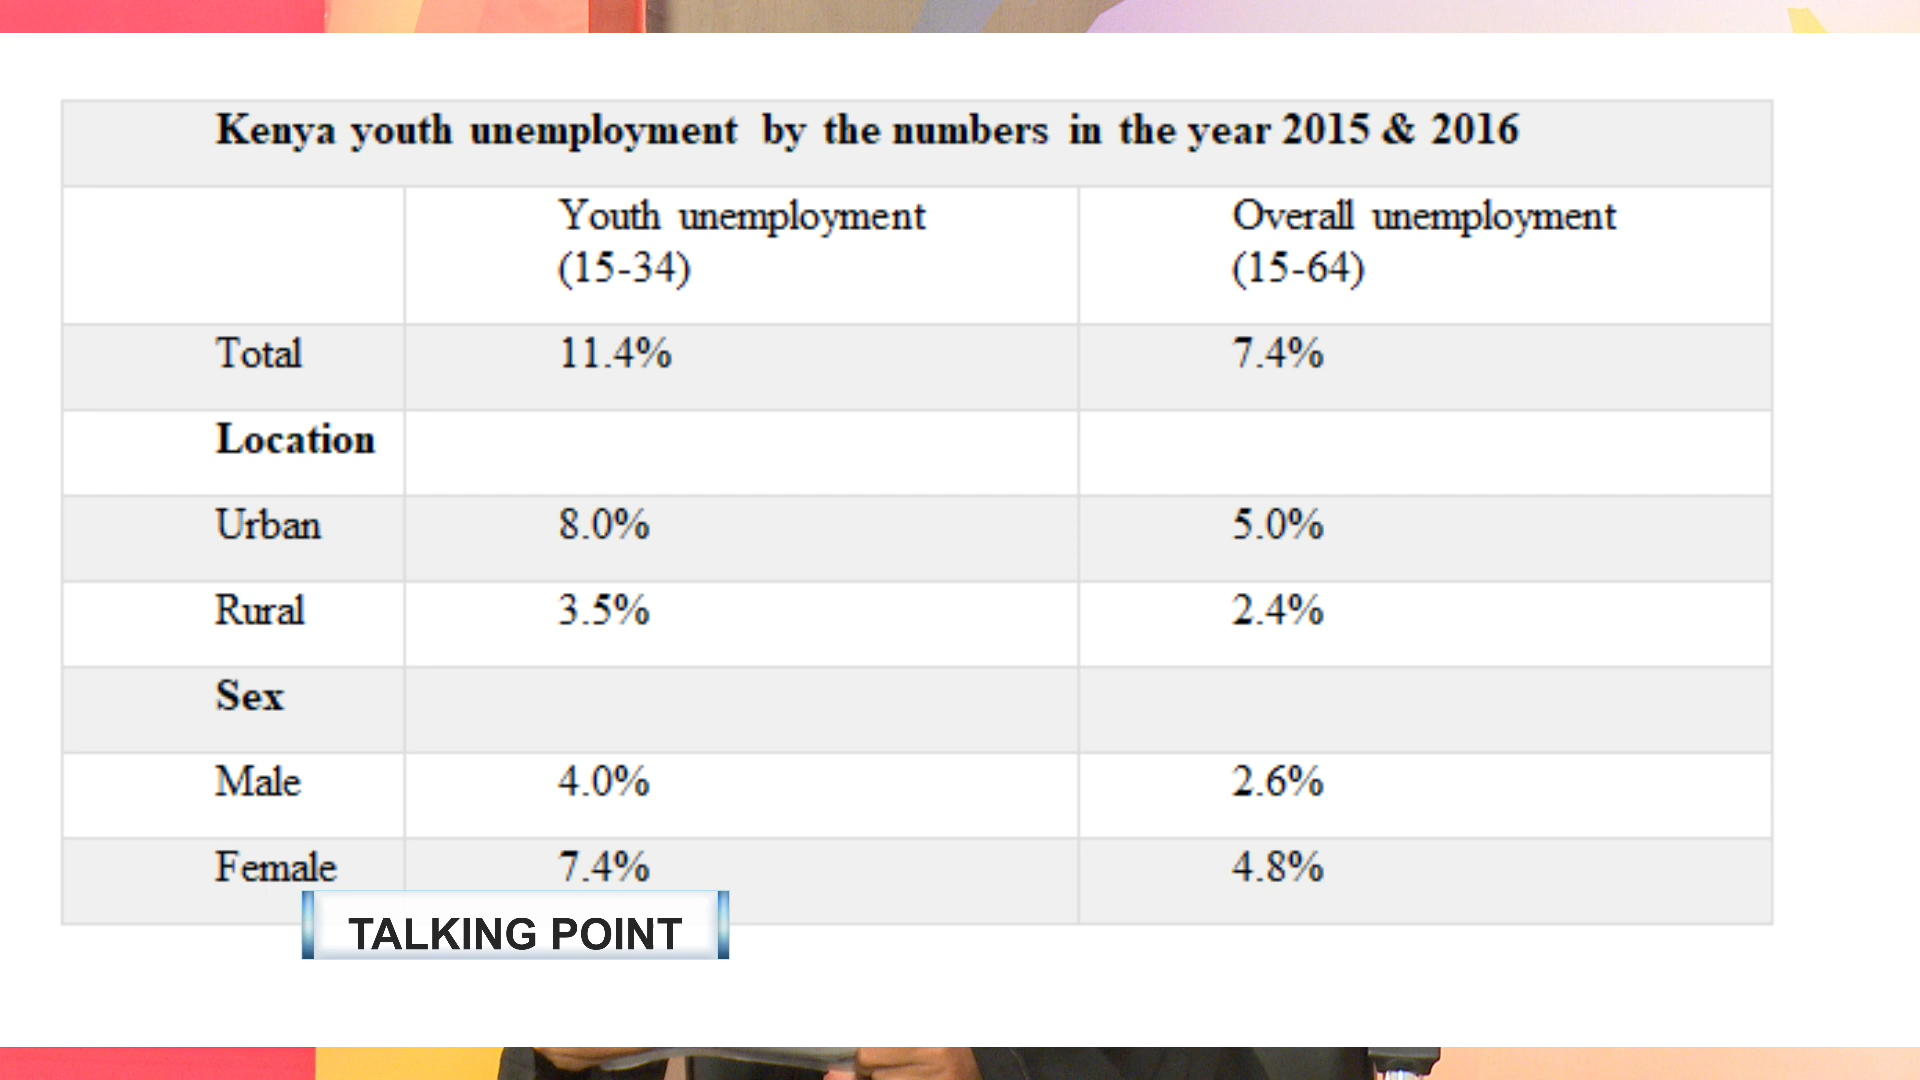 Kenya youth unemployment by the numbers in the year 2015 & 2016
Youth unemployment Overall unemployment
(15-34) (15-64)
Total 11.4% 7.4%
Location
Urban 8.0% 5.0%
Rural 3.5% 2.4%
Sex
Male 4.0% 2.6%
Female 7.4% 4.8%
TALKING POINT